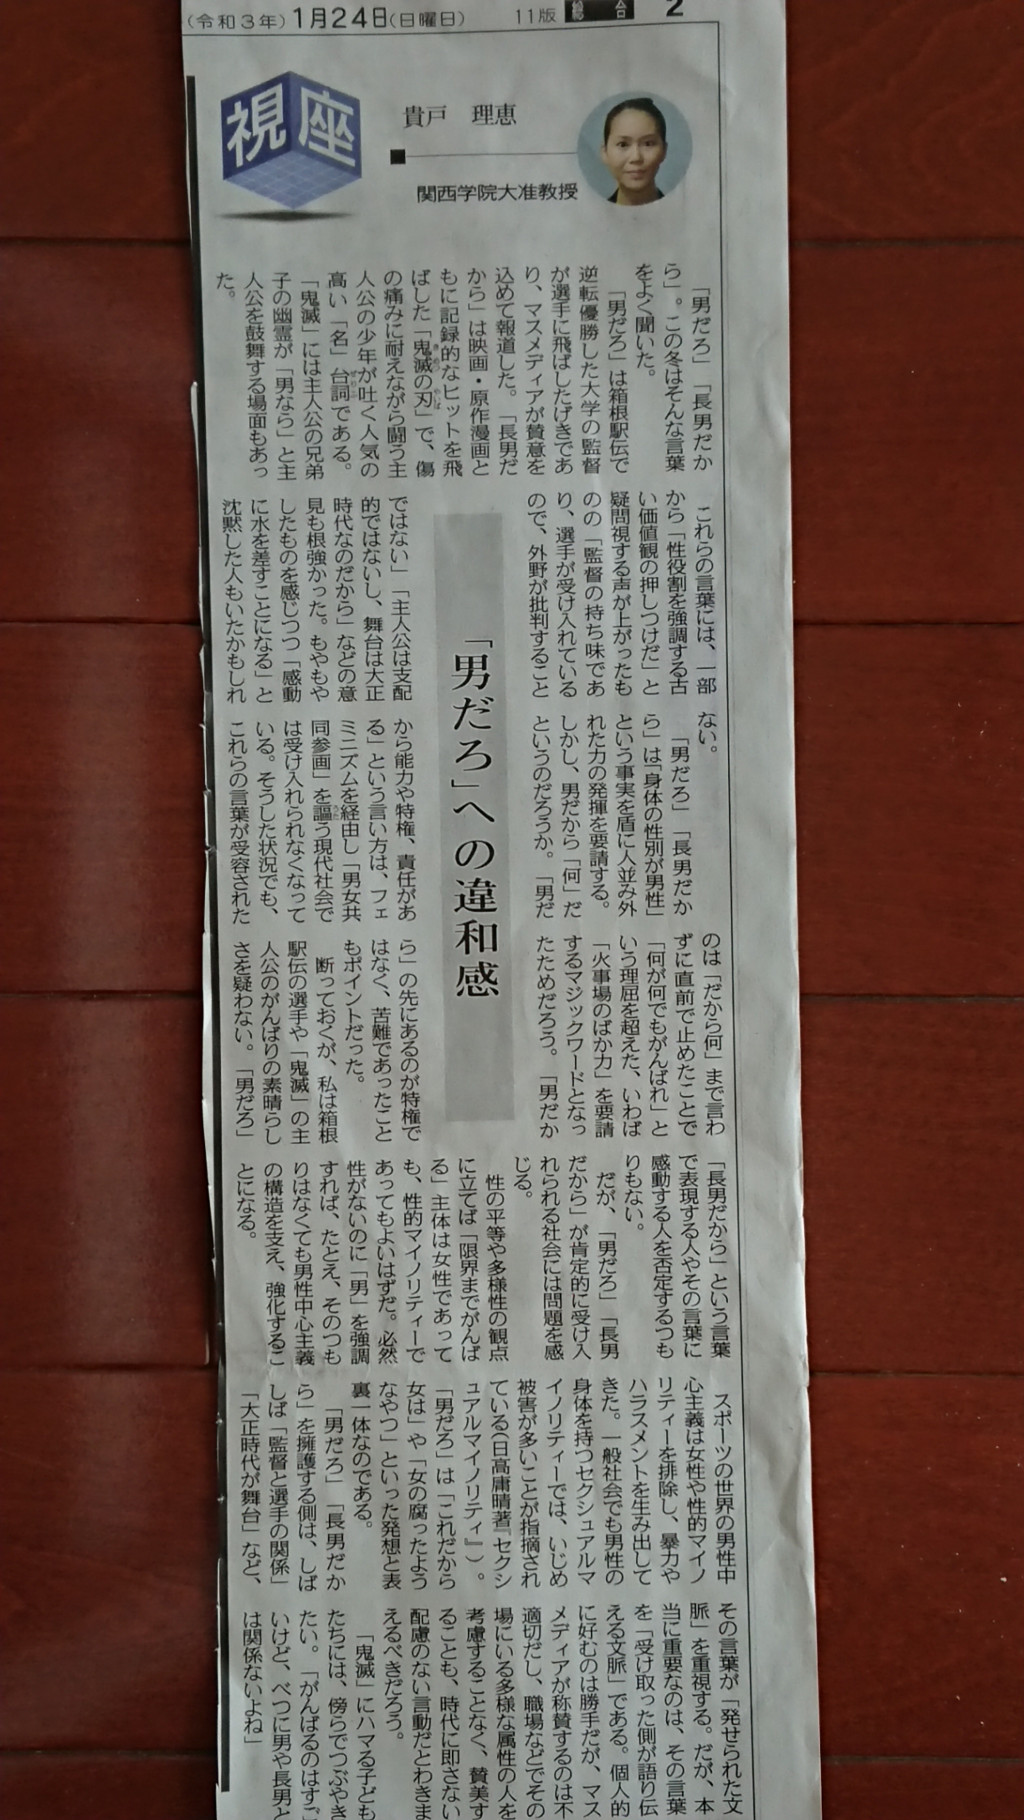 (令和3年)1月24日(日曜日)
11版
総合
2
視座
貴戸 理恵
関西学院大准教授
「男だろ」への違和感
「男だろ」「長男だか
ら」。この冬はそんな言葉
をよく聞いた。
「男だろ」は箱根駅伝で
逆転優勝した大学の監督
が選手に飛ばしたげきであ
り、マスメディアが賛意を
込めて報道した。「長男だ
から」は映画・原作漫画と
もに記録的なヒットを飛
ばした「鬼滅の刃」で、傷
の痛みに耐えながら闘う主
人公の少年が吐く人気の
高い「名」台詞である。
「鬼滅」には主人公の兄弟
子の幽霊が「男なら」と主
人公を鼓舞する場面もあっ
た。
これらの言葉には、一部
から「性役割を強調する古
い価値観の押しつけだ」と
疑問視する声が上がったも
のの「監督の持ち味であ
り、選手が受け入れている
ので、外野が批判すること
ではない」「主人公は支配
的ではないし、舞台は大正
時代なのだから」などの意
見も根強かった。もやもや
したものを感じつつ「感動
に水を差すことになる」と
沈黙した人もいたかもしれ
ない。
「男だろ」「長男だか
ら」は「身体の性別が男性」
という事実を盾に人並み外
れた力の発揮を要請する。
しかし、男だから「何」だ
というのだろうか。「男だ
から能力や特権、責任があ
る」という言い方は、フェ
ミニズムを経由し「男女共
同参画」を謳う現代社会で
は受け入れられなくなって
いる。そうした状況でも、
これらの言葉が受容された
のは「だから何」まで言わ
ずに直前で止めたことで
「何が何でもがんばれ」と
いう理屈を超えた、いわば
「火事場のばか力」を要請
するマジックワードとなっ
たためだろう。「男だか
ら」の先にあるのが特権で
はなく、苦難であったこと
もポイントだった。
断っておくが、私は箱根
駅伝の選手や「鬼滅」の主
人公のがんばりの素晴らし
さを疑わない。「男だろ」
「長男だから」という言葉
で表現する人やその言葉に
感動する人を否定するつも
りもない。
だが、「男だろ」「長男
だから」が肯定的に受け入
れられる社会には問題を感
じる。
性の平等や多様性の観点
に立てば「限界までがんば
る」主体は女性であって
も、性的マイノリティーで
あってもよいはずだ。必然
性がないのに「男」を強調
すれば、たとえ、そのつも
りはなくても男性中心主義
の構造を支え、強化するこ
とになる。
スポーツの世界の男性中
心主義は女性や性的マイノ
リティーを排除し、暴力や
ハラスメントを生み出して
きた。一般社会でも男性の
身体を持つセクシュアルマ
イノリティーでは、いじめ
被害が多いことが指摘され
ている(日高庸晴著『セクシ
ュアルマイノリティ』)。
「男だろ」は「これだから
女は」や「女の腐ったよう
なやつ」といった発想と表
裏一体なのである。
「男だろ」「長男だか
ら」を擁護する側は、しば
しば「監督と選手の関係」
「大正時代が舞台」など、
その言葉が「発せられた文
脈」を重視する。だが、本
当に重要なのは、その言葉
を「受け取った側が語り伝
える文脈」である。個人的
に好むのは勝手だが、マス
メディアが称賛するのは不
適切だし、職場などでその
場にいる多様な属性の人を
考慮することなく、賛美す
ることも、時代に即さない
配慮のない言動だとわきま
えるべきだろう。
「鬼滅」にハマる子ども
たちには、傍らでつぶやき
たい。「がんばるのはすご
いけど、べつに男や長男と
は関係ないよね」